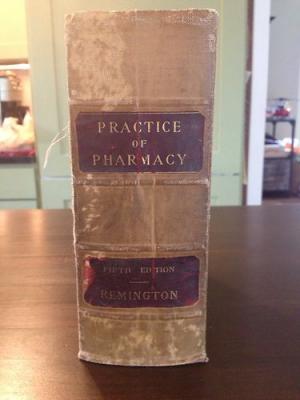 PRACTICE
OF
PHARMACY
FIFTH EDITION
REMINGTON